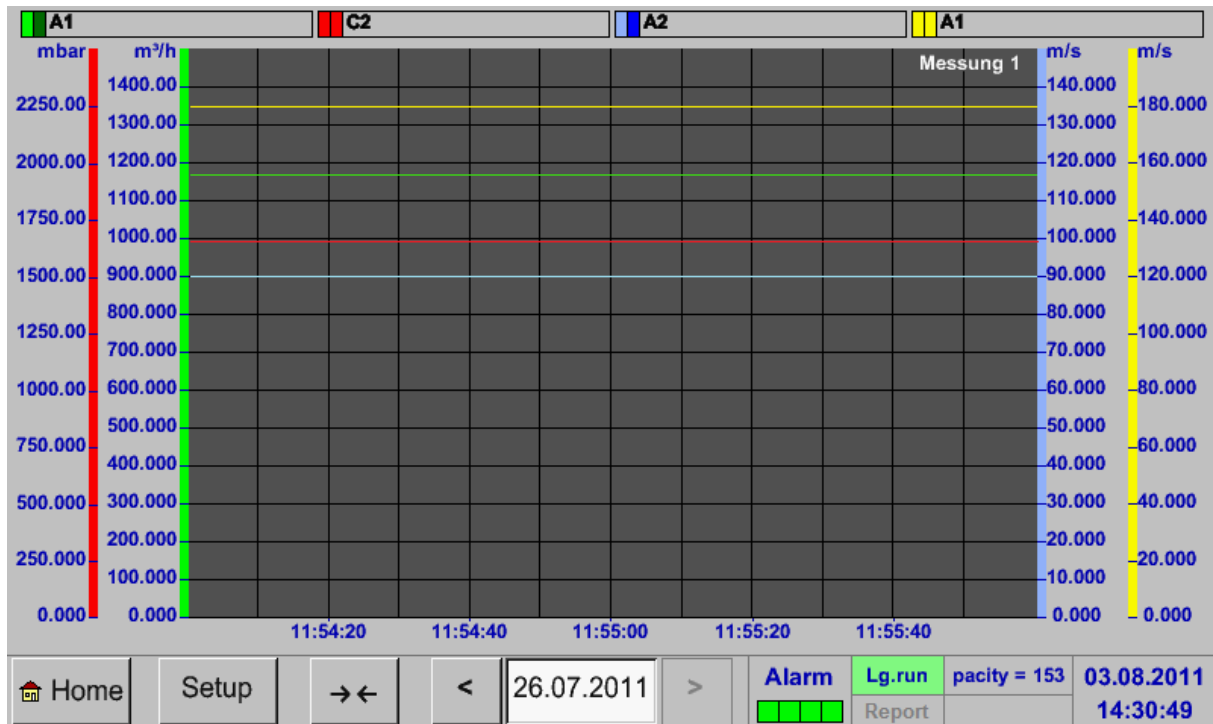 A1 C2 A2 A1
mbar m³/h m/s m/s
Messung 1
1400.00 140.000
2250.00 180.000
1300.00 130.000
2000.00 1200.00 120.000 160.000
1100.00 110.000
1750.00 140.000
1000.00 100.000
1500.00 900.000 90.000 120.000
800.000 80.000
1250.00 100.000
700.000 70.000
1000.00 600.000 60.000 80.000
500.000 50.000
750.000 60.000
400.000 40.000
500.000 300.000 30.000 40.000
200.000 20.000
250.000 20.000
100.000 10.000
0.000 0.000 0.000 0.000
11:54:20 11:54:40 11:55:00 11:55:20 11:55:40
Home Setup →← < 26.07.2011 > Alarm Lg.run pacity = 153 03.08.2011
Report 14:30:49